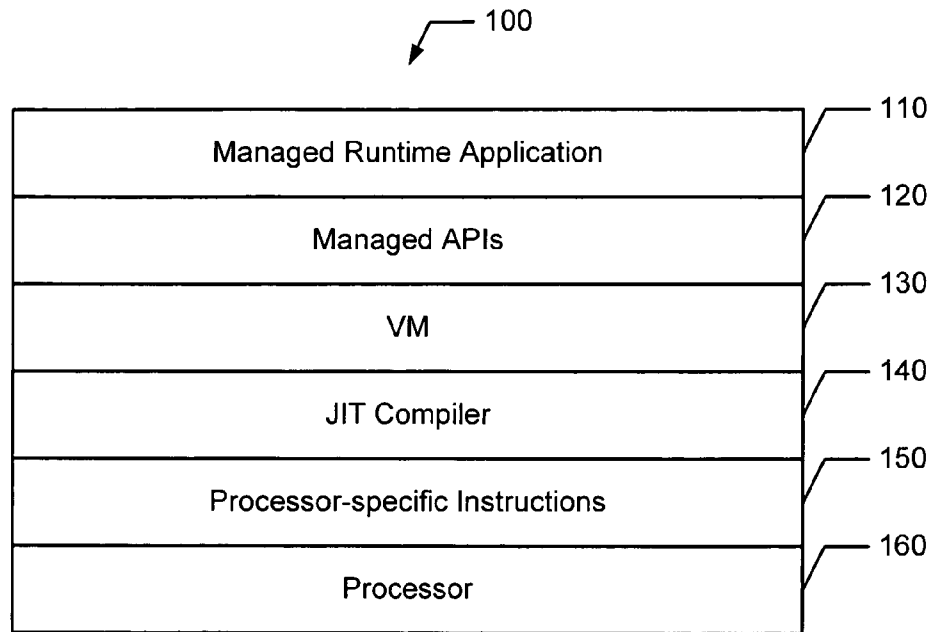 100
Managed Runtime Application
110
Managed APIs
120
VM
130
JIT Compiler
140
Processor-specific Instructions
150
Processor
160